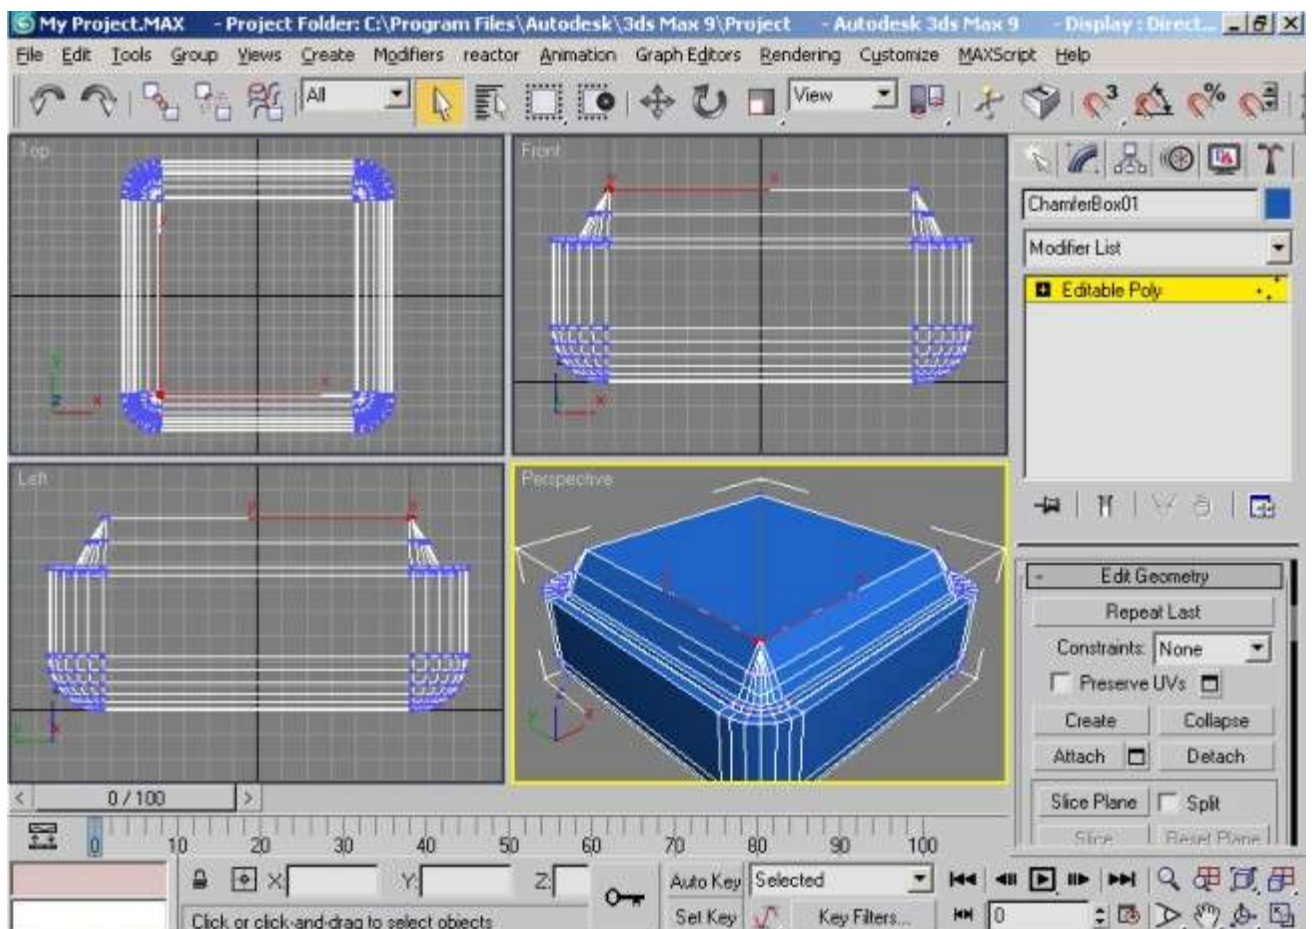 My Project.MAX - Project Folder: C:\Program Files\Autodesk\3ds Max 9\Project - Autodesk 3ds Max 9 - Display : Direct...
File Edit Tools Group Views Create Modifiers reactor Animation Graph Editors Rendering Customize MAXScript Help
All View 3 %
Top Front
ChamferBox01
Modifier List
Editable Poly
Left Perspective
- Edit Geometry
Repeat Last
Constraints: None
Preserve UVs
Create Collapse
Attach Detach
Slice Plane Split
Slice Reset Plane
< 0 / 100 >
0 10 20 30 40 50 60 70 80 90 100
X: Y: Z: Auto Key Selected
Click or click-and-drag to select objects Set Key Key Filters... 0